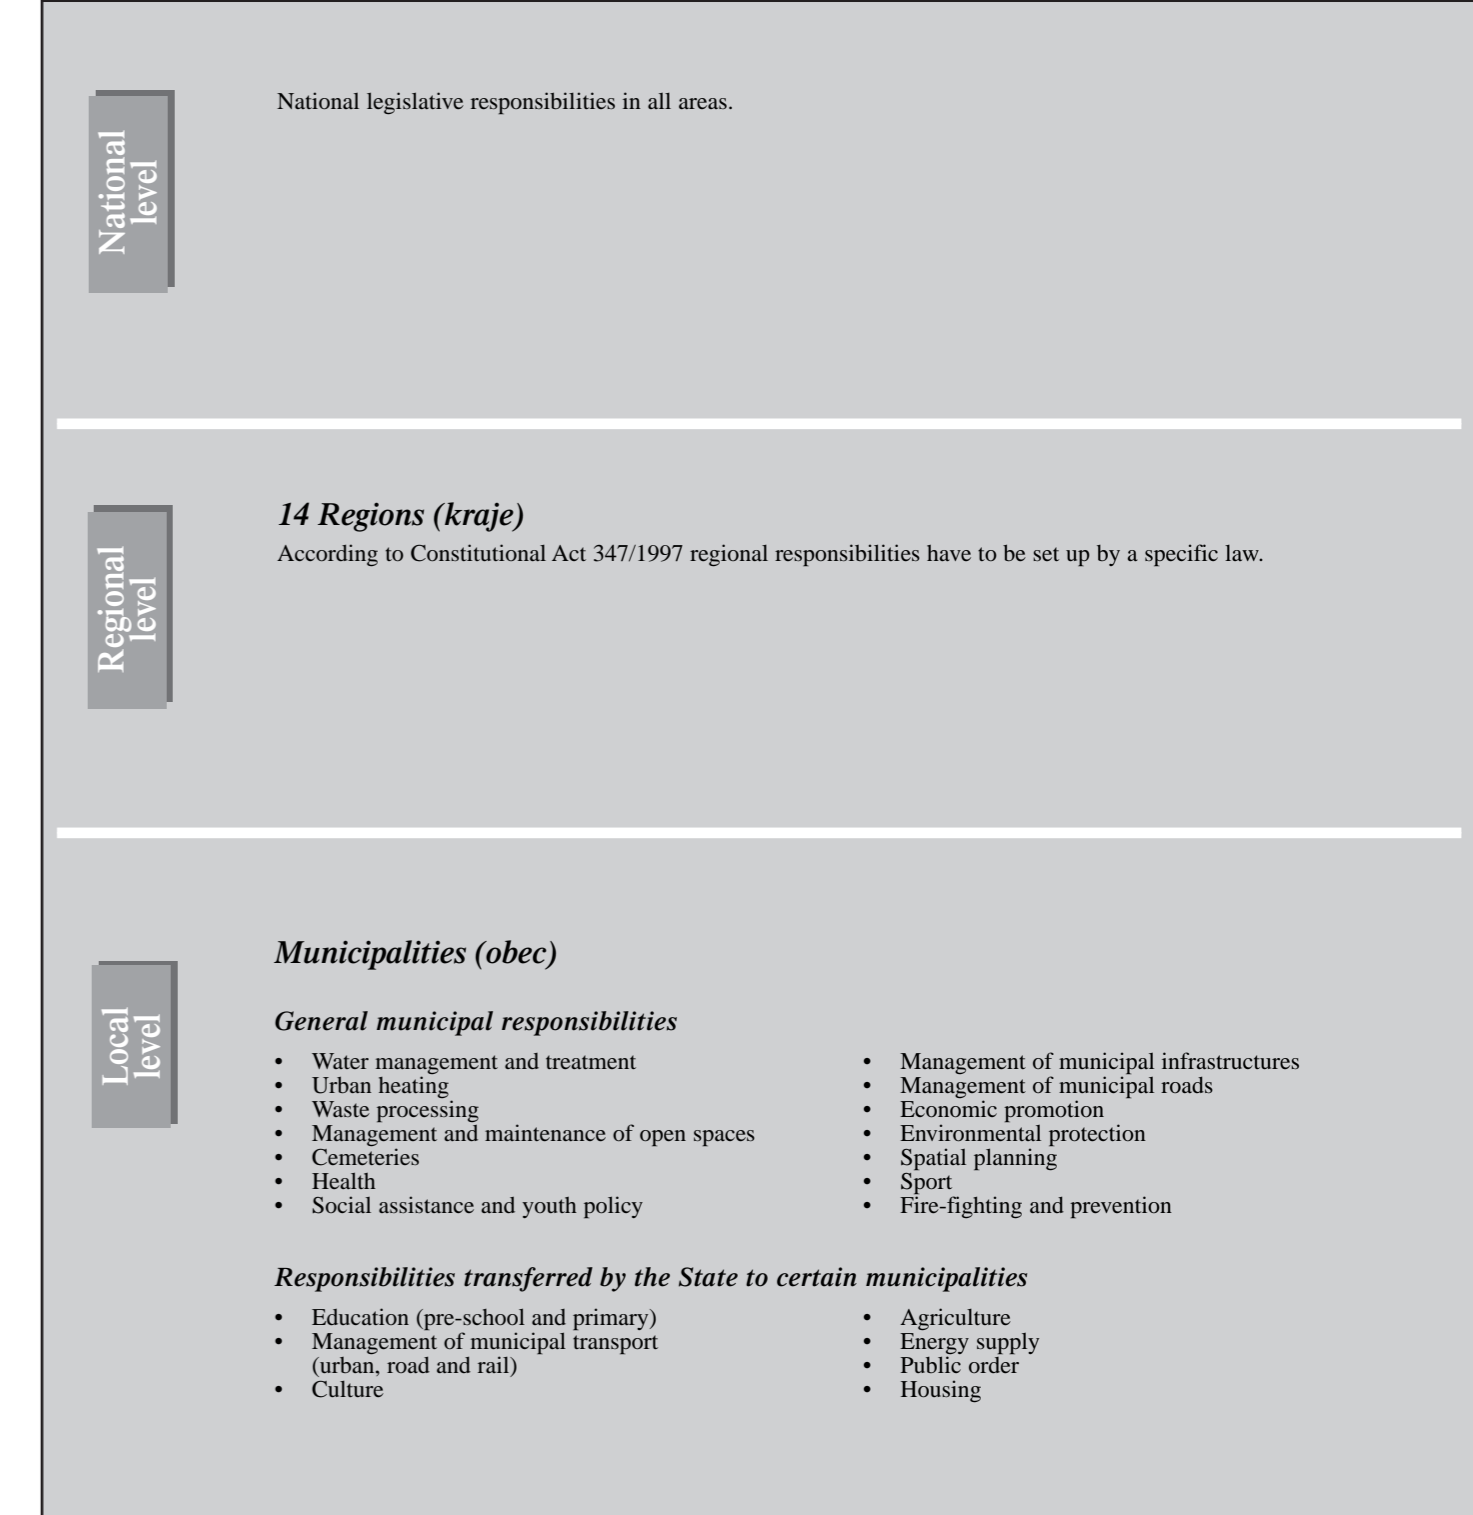 National
level
National legislative responsibilities in all areas.
Regional
level
14 Regions (kraje)
According to Constitutional Act 347/1997 regional responsibilities have to be set up by a specific law.
Local
level
Municipalities (obec)
General municipal responsibilities
• Water management and treatment
• Urban heating
• Waste processing
• Management and maintenance of open spaces
• Cemeteries
• Health
• Social assistance and youth policy
• Management of municipal infrastructures
• Management of municipal roads
• Economic promotion
• Environmental protection
• Spatial planning
• Sport
• Fire-fighting and prevention
Responsibilities transferred by the State to certain municipalities
• Education (pre-school and primary)
• Management of municipal transport
(urban, road and rail)
• Culture
• Agriculture
• Energy supply
• Public order
• Housing